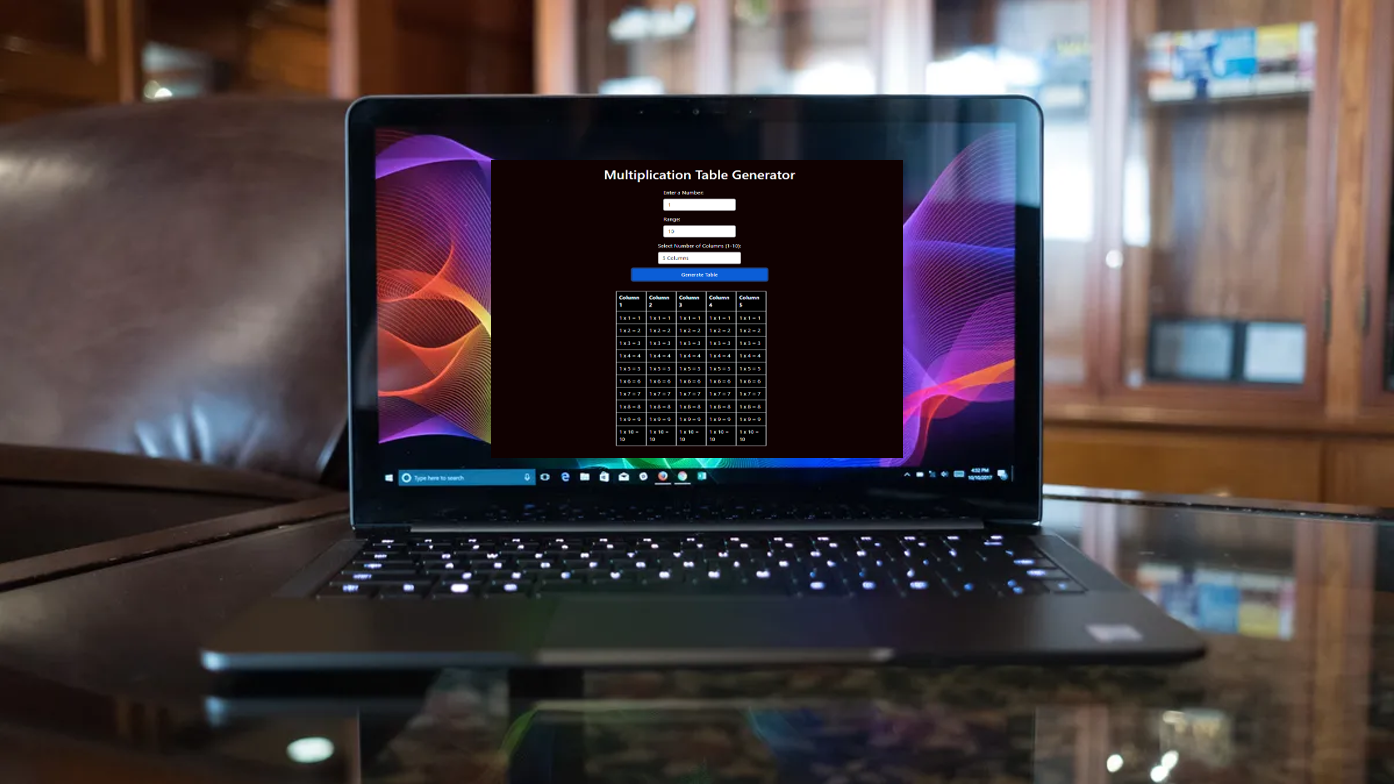 Multiplication Table Generator
Enter a Number:
1
Range:
10
Select Number of Columns (1-10):
5 Columns
Generate Table
Column 1 Column 2 Column 3 Column 4 Column 5
1 x 1 = 1 1 x 1 = 1 1 x 1 = 1 1 x 1 = 1 1 x 1 = 1
1 x 2 = 2 1 x 2 = 2 1 x 2 = 2 1 x 2 = 2 1 x 2 = 2
1 x 3 = 3 1 x 3 = 3 1 x 3 = 3 1 x 3 = 3 1 x 3 = 3
1 x 4 = 4 1 x 4 = 4 1 x 4 = 4 1 x 4 = 4 1 x 4 = 4
1 x 5 = 5 1 x 5 = 5 1 x 5 = 5 1 x 5 = 5 1 x 5 = 5
1 x 6 = 6 1 x 6 = 6 1 x 6 = 6 1 x 6 = 6 1 x 6 = 6
1 x 7 = 7 1 x 7 = 7 1 x 7 = 7 1 x 7 = 7 1 x 7 = 7
1 x 8 = 8 1 x 8 = 8 1 x 8 = 8 1 x 8 = 8 1 x 8 = 8
1 x 9 = 9 1 x 9 = 9 1 x 9 = 9 1 x 9 = 9 1 x 9 = 9
1 x 10 = 10 1 x 10 = 10 1 x 10 = 10 1 x 10 = 10 1 x 10 = 10
Type here to search
4:32 PM
10/10/2017